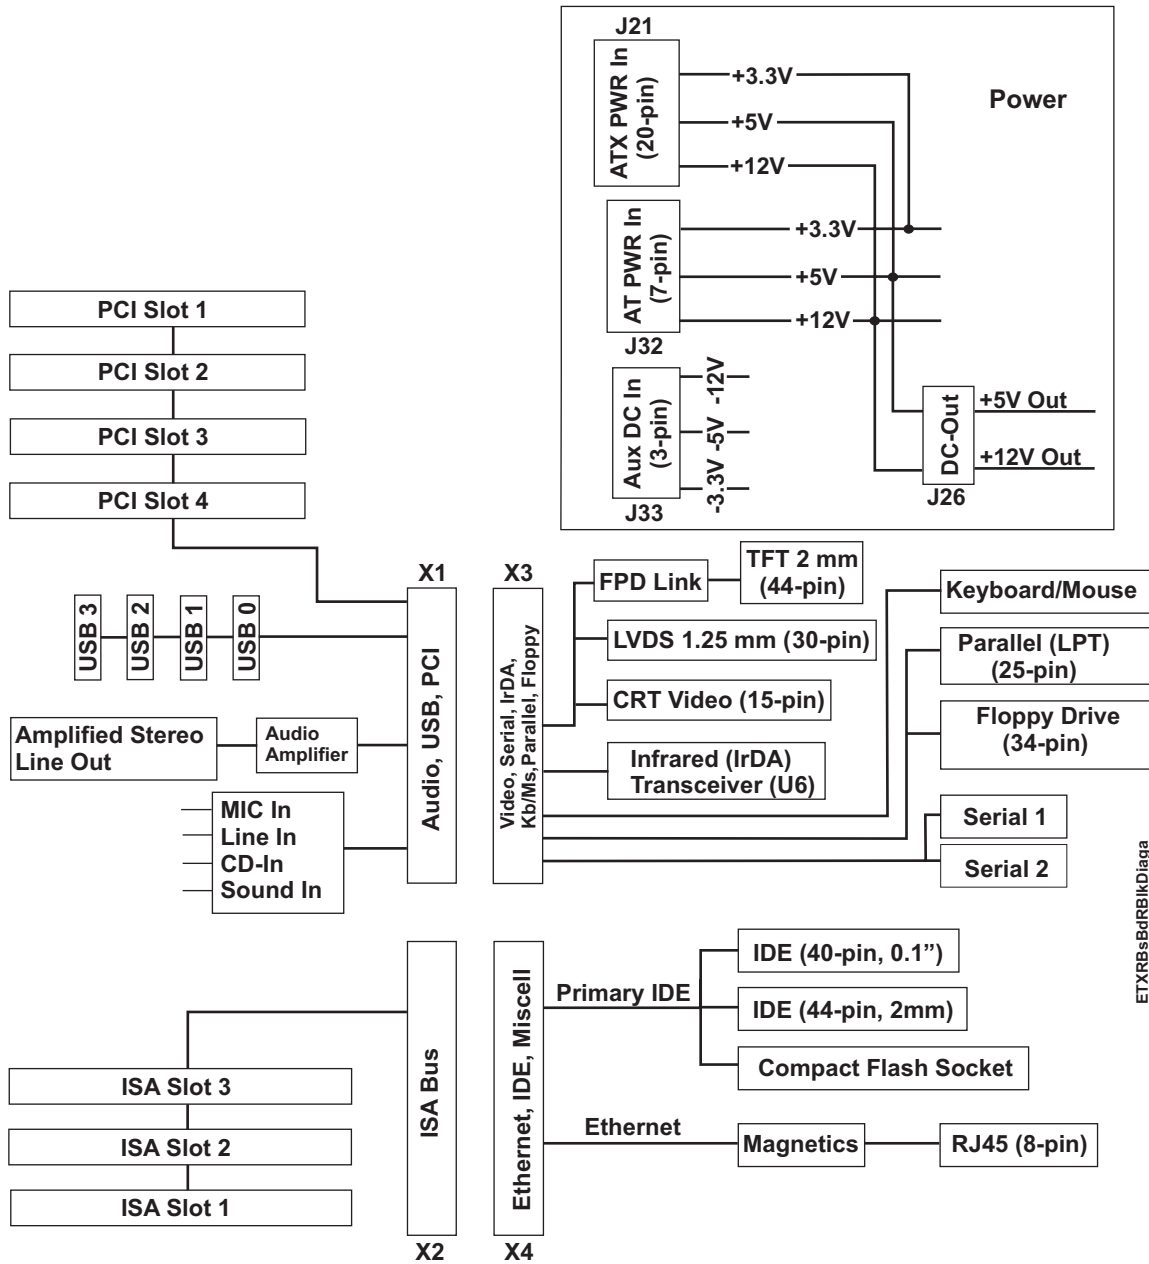 J21
ATX PWR In
(20-pin)
+3.3V
+5V
+12V
Power
AT PWR In
(7-pin)
J32
+3.3V
+5V
+12V
Aux DC In
(3-pin)
J33
-12V
-5V
-3.3V
DC-Out
J26
+5V Out
+12V Out
PCI Slot 1
PCI Slot 2
PCI Slot 3
PCI Slot 4
USB 3
USB 2
USB 1
USB 0
Amplified Stereo
Line Out
Audio
Amplifier
MIC In
Line In
CD-In
Sound In
X1
Audio, USB, PCI
X3
Video, Serial, IrDA,
Kb/Ms,Parallel, Floppy
FPD Link
TFT 2 mm
(44-pin)
LVDS 1.25 mm (30-pin)
CRT Video (15-pin)
Infrared (IrDA)
Transceiver (U6)
Keyboard/Mouse
Parallel (LPT)
(25-pin)
Floppy Drive
(34-pin)
Serial 1
Serial 2
ETXRBsBdRBlkDiaga
ISA Slot 3
ISA Slot 2
ISA Slot 1
ISA Bus
X2
Ethernet, IDE, Miscell
X4
Primary IDE
IDE (40-pin, 0.1”)
IDE (44-pin, 2mm)
Compact Flash Socket
Ethernet
Magnetics
RJ45 (8-pin)